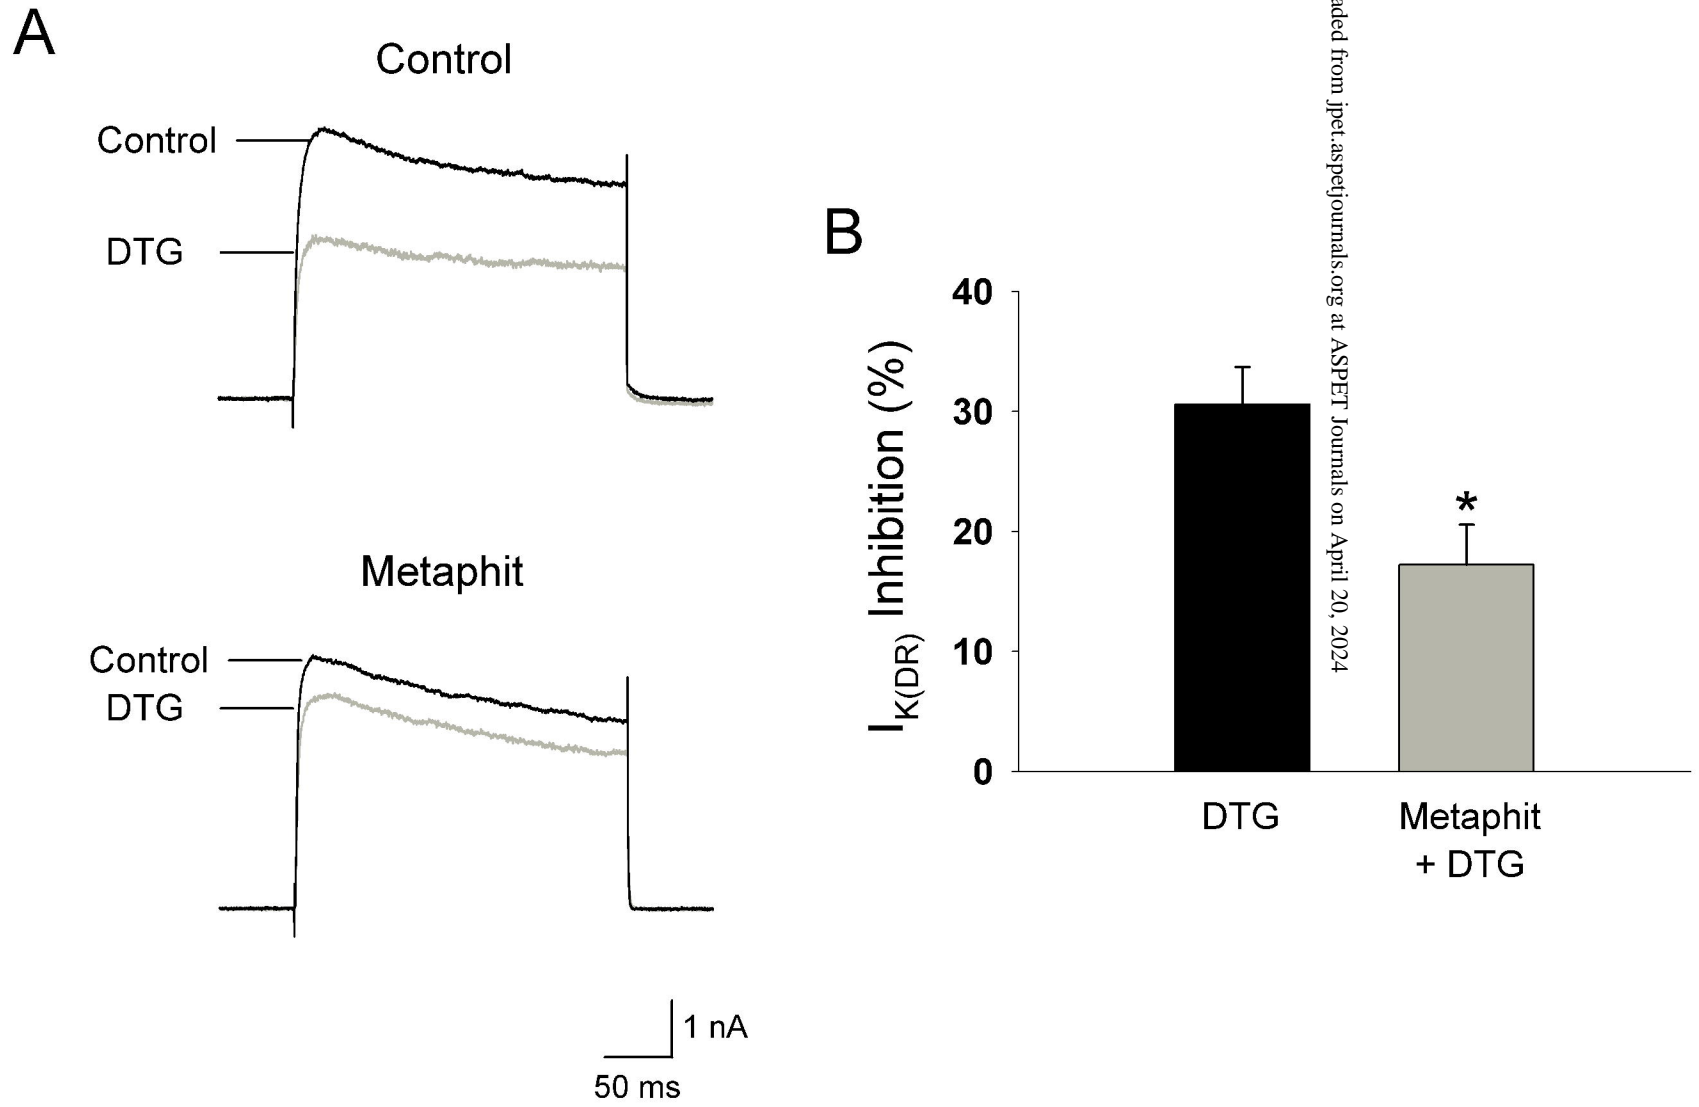 A
Control
Control
DTG
Metaphit
Control
DTG
1 nA
50 ms
B
40
30
20
10
0
I K(DR) Inhibition (%)
*
DTG
Metaphit
+ DTG
aded from jpet.aspetjournals.org at ASPET Journals on April 20, 2024